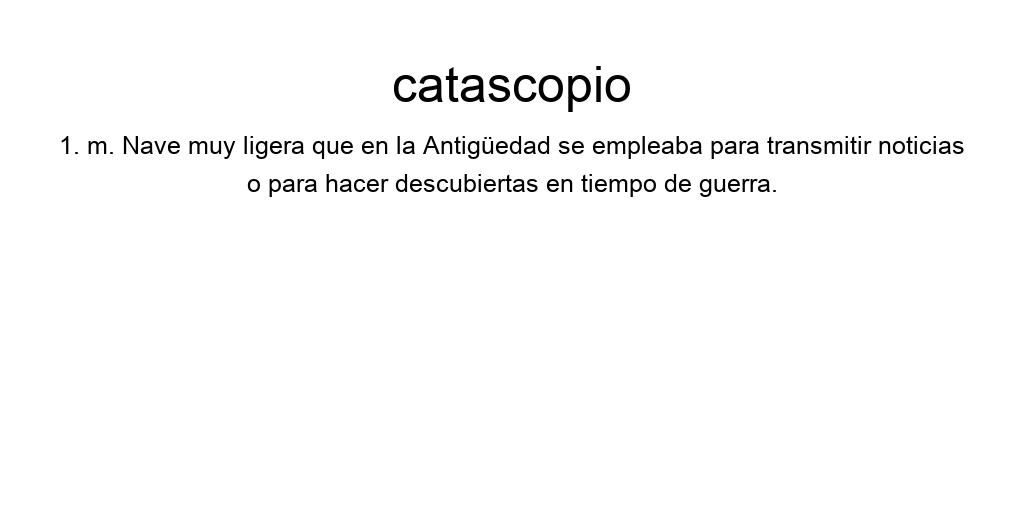 catascopio
1. m. Nave muy ligera que en la Antigüedad se empleaba para transmitir noticias
o para hacer descubiertas en tiempo de guerra.